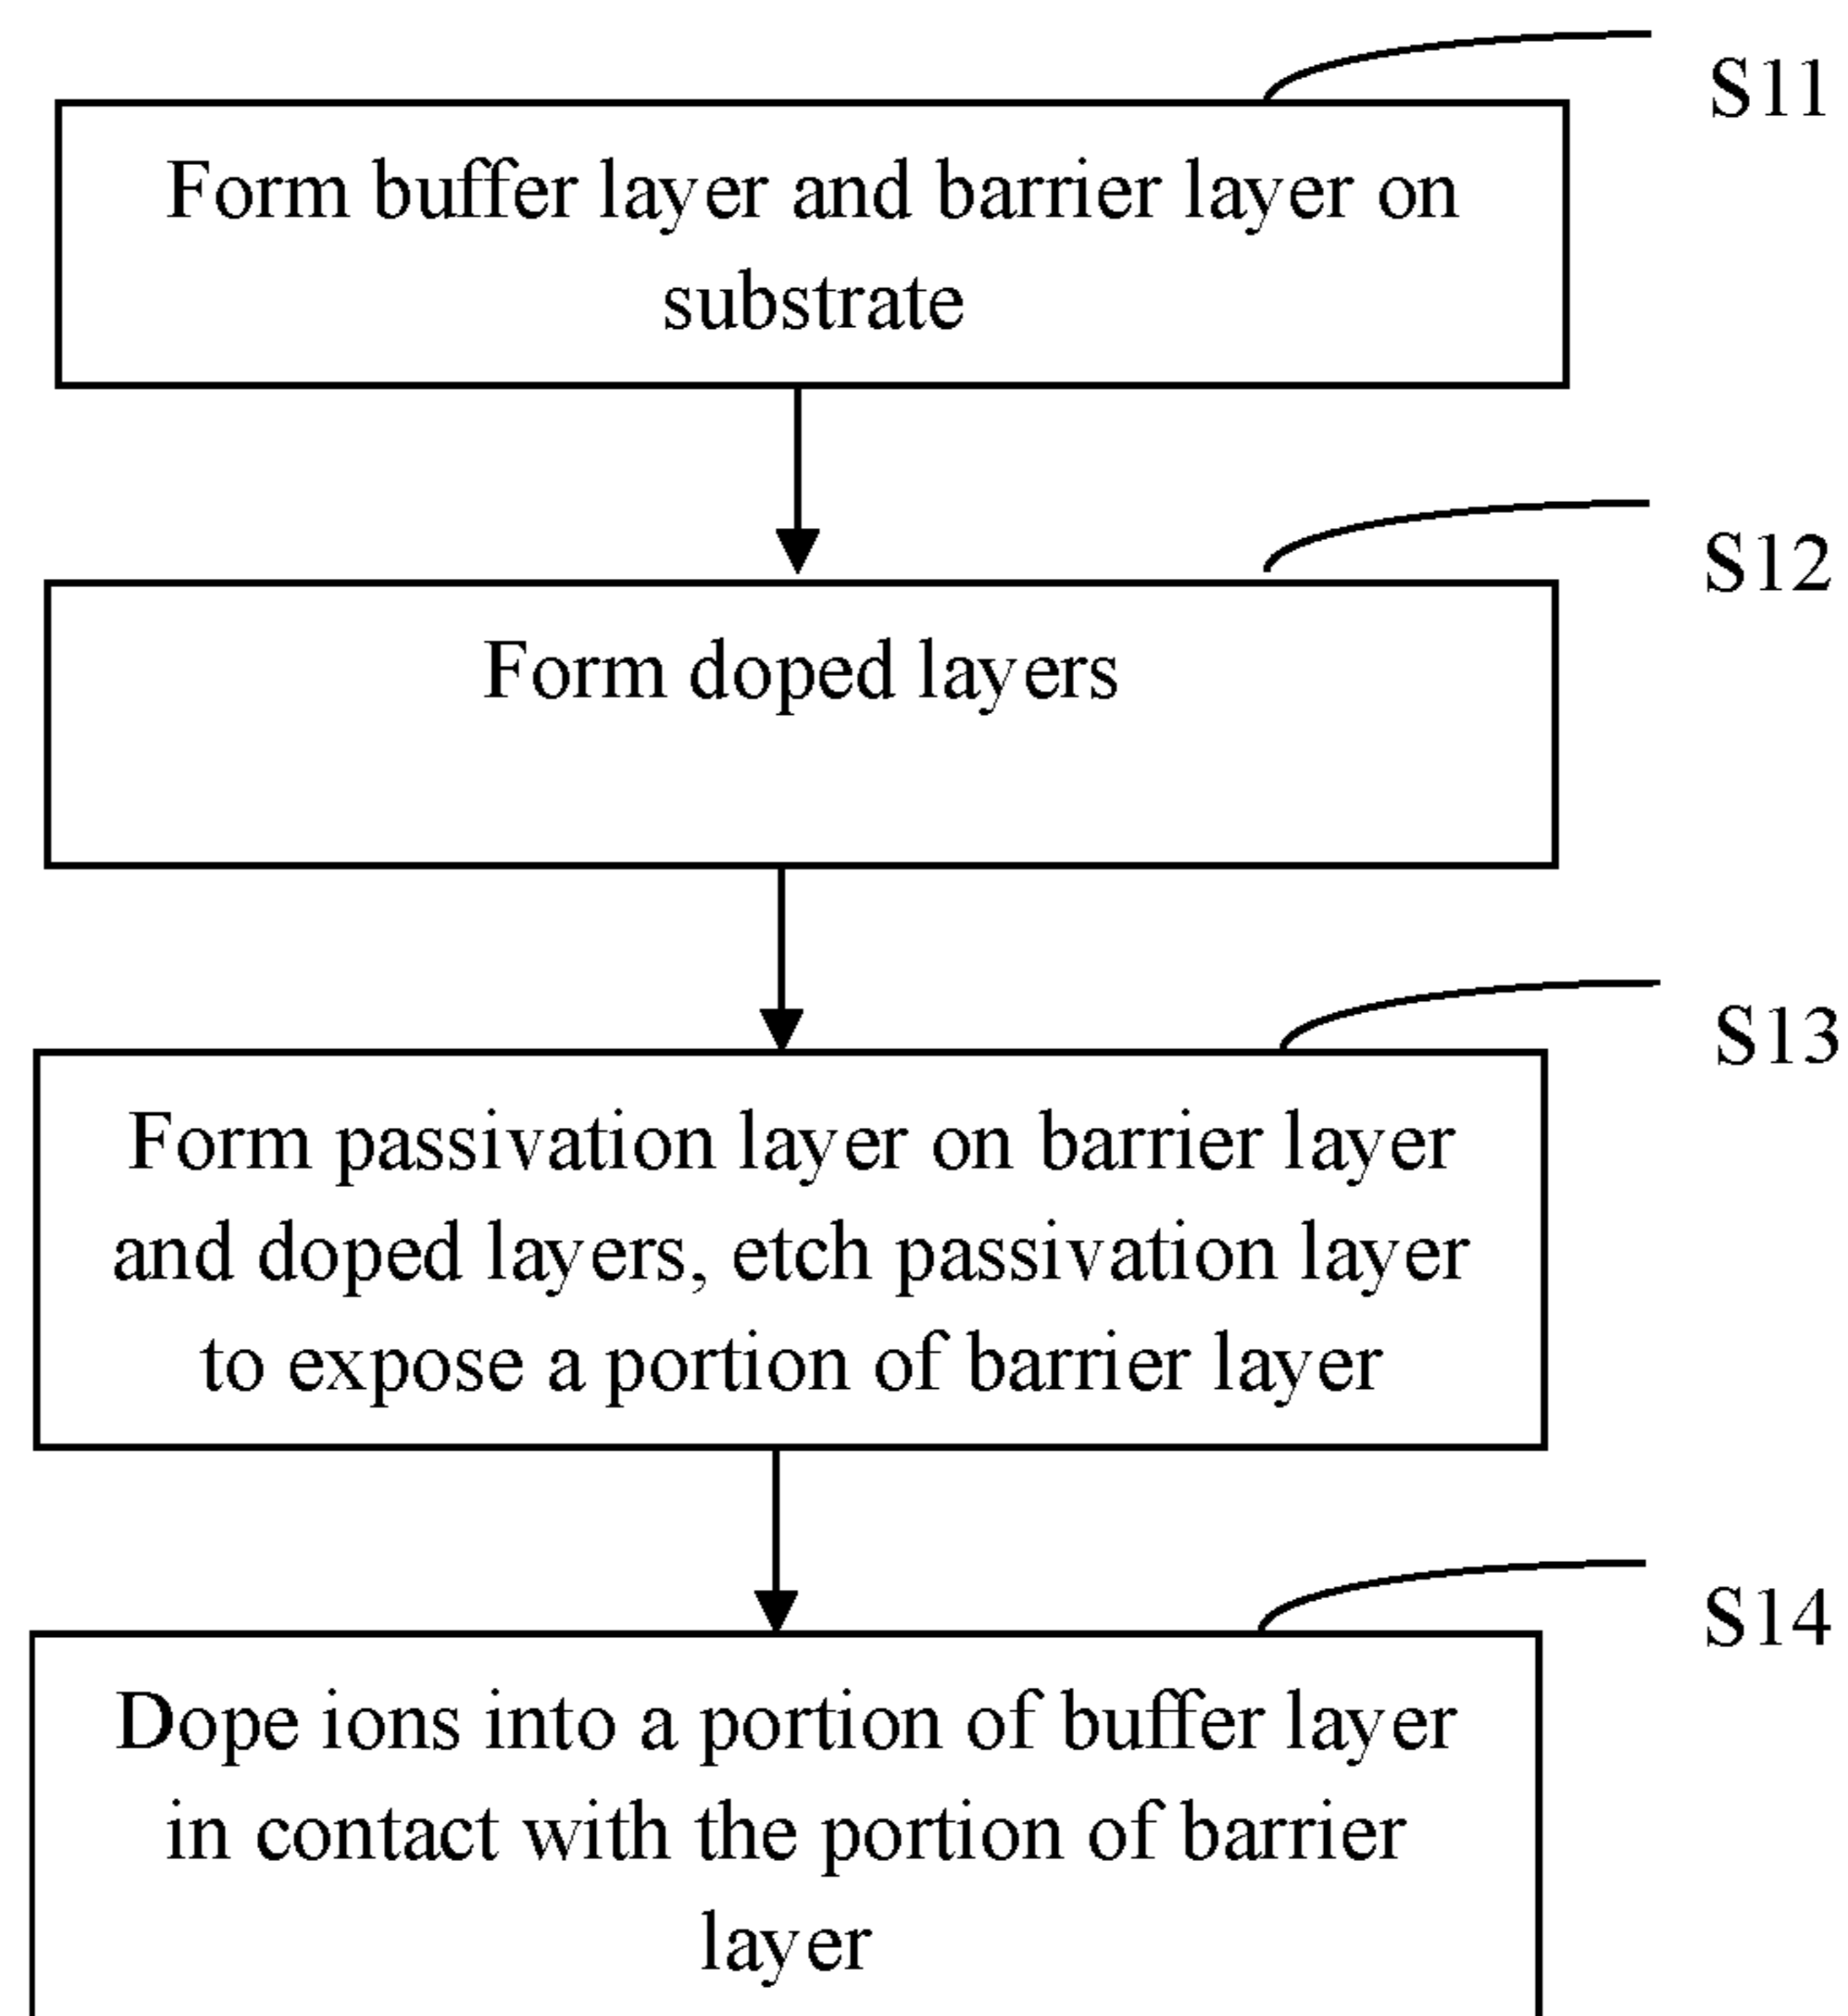 S11
Form buffer layer and barrier layer on
substrate
S12
Form doped layers
S13
Form passivation layer on barrier layer
and doped layers, etch passivation layer
to expose a portion of barrier layer
S14
Dope ions into a portion of buffer layer
in contact with the portion of barrier
layer